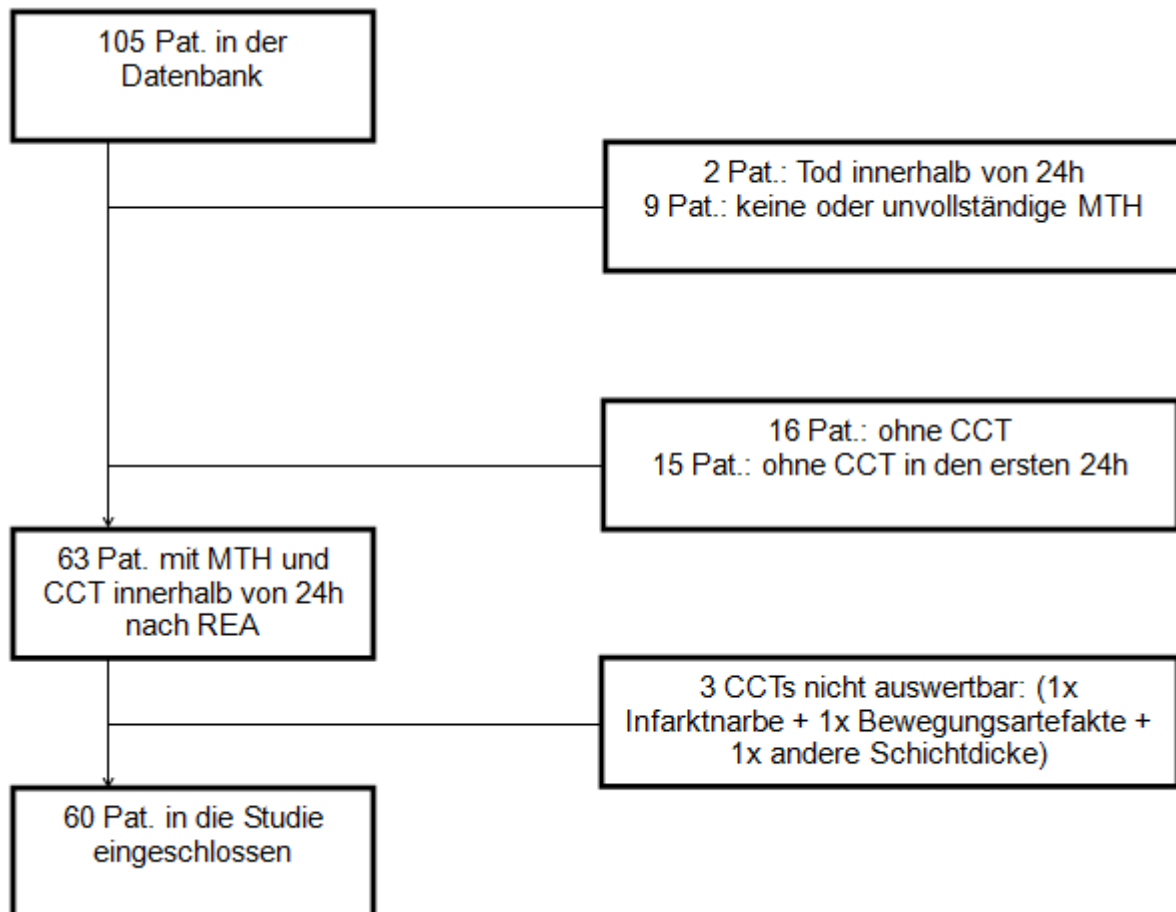 105 Pat. in der
Datenbank
2 Pat.: Tod innerhalb von 24h
9 Pat.: keine oder unvollständige MTH
16 Pat.: ohne CCT
15 Pat.: ohne CCT in den ersten 24h
63 Pat. mit MTH und
CCT innerhalb von 24h
nach REA
3 CCTs nicht auswertbar: (1x
Infarktnarbe + 1x Bewegungsartefakte +
1x andere Schichtdicke)
60 Pat. in die Studie
eingeschlossen